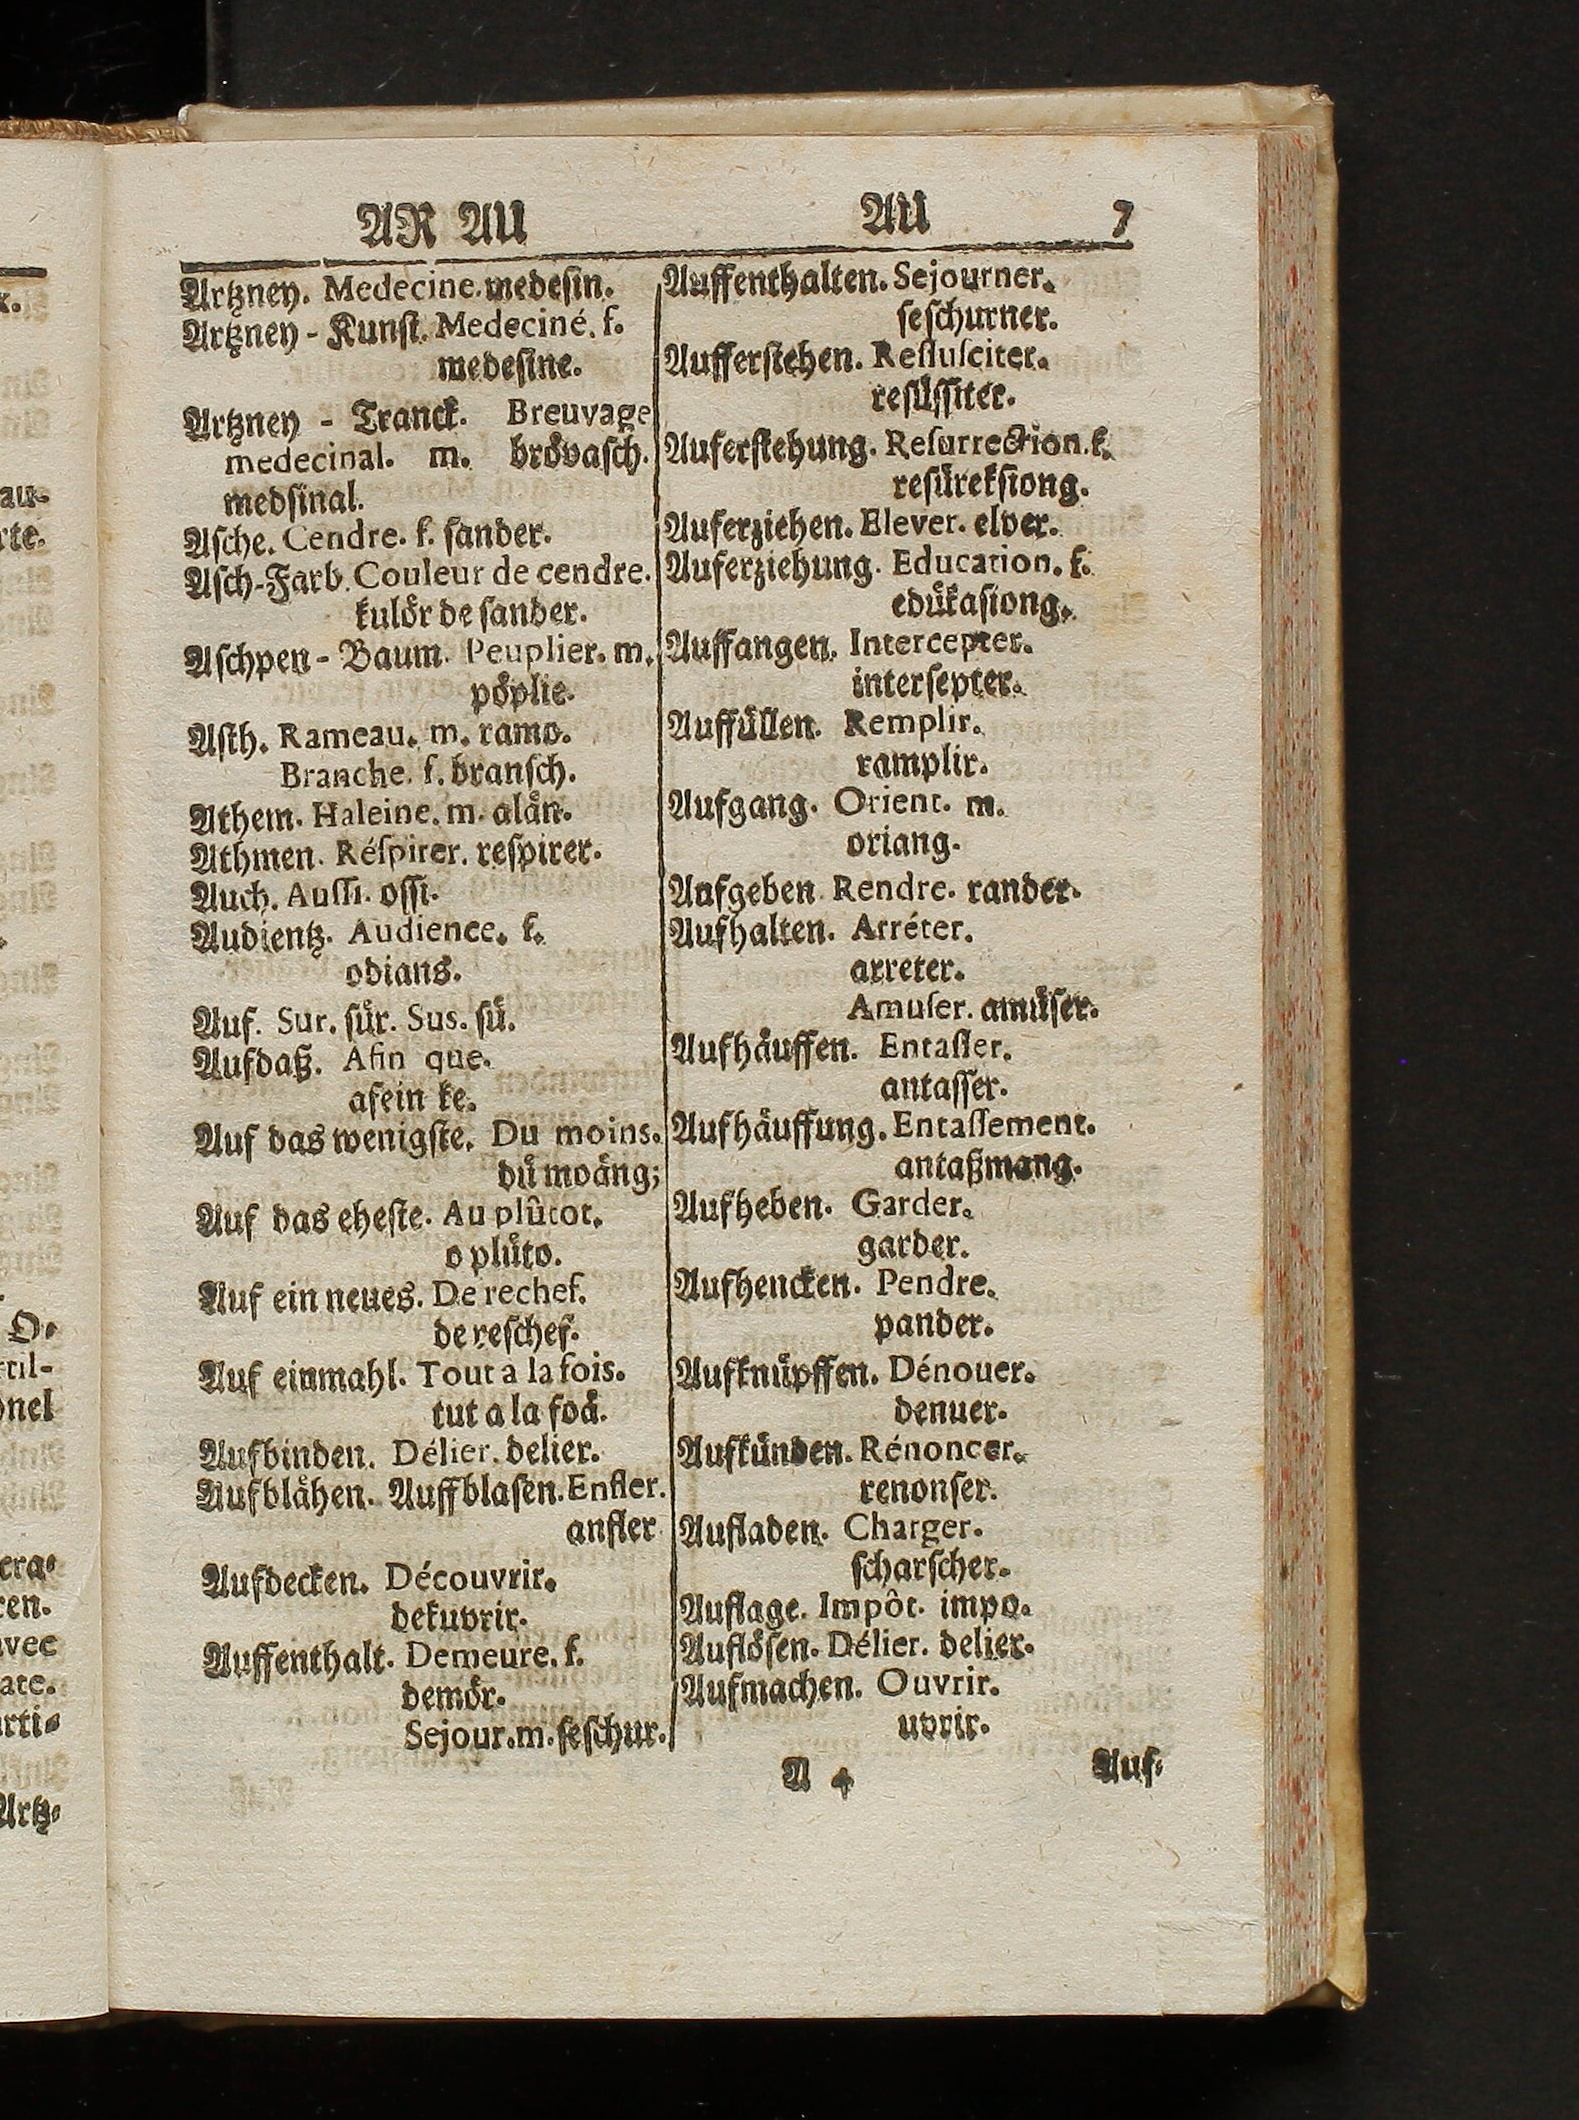 AR AU
Artzney. Medecine. medesin.
Artzney-Kunst. Medeciné. f.
medesine.
Artzney - Tranck. Breuvage
medecinal. m. brövasch.
medsinal.
Asche. Cendre. f. sander.
Asch-Farb. Couleur de cendre.
kulör de sander.
Aschpen-Baum. Peuplier. m.
pöplie.
Asth. Rameau. m. ramo.
Branche. f. bransch.
Athem. Haleine. m. alän.
Athmen. Réspirer. respirer.
Auch. Aussi. ossi.
Audientz. Audience. f.
odians.
Auf. Sur. sür. Sus. sü.
Aufdaß. Afin que.
afein ke.
Auf das wenigste. Du moins.
dü moäng;
Auf das eheste. Au plûtot.
o plüto.
Auf ein neues. De rechef.
de reschef.
Auf einmahl. Tout a la fois.
tut a la foä.
Aufbinden. Délier. delier.
Aufblähen. Auffblasen. Enfler.
anfler
Aufdecken. Découvrir.
dekuvrir.
Auffenthalt. Demeure. f.
demör.
Sejour. m. seschur.
AU 7
Auffenthalten. Sejourner.
seschurner.
Aufferstehen. Ressusciter.
resüssiter.
Auferstehung. Resurrection. f.
resüreksiong.
Auferziehen. Elever. elver.
Auferziehung. Education. f.
edükasiong.
Auffangen. Intercepter.
intersepter.
Auffüllen. Remplir.
ramplir.
Aufgang. Orient. m.
oriang.
Aufgeben Rendre. rander.
Aufhalten. Arréter.
arreter.
Amuser. amüser.
Aufhäuffen. Entasser.
antasser.
Aufhäuffung. Entassement.
antaßmang.
Aufheben. Garder.
garder.
Aufhencken. Pendre.
pander.
Aufknüpffen. Dénouer.
denuer.
Aufkünden. Rénoncer.
renonser.
Aufladen. Charger.
scharscher.
Auflage. Impôt. impo.
Auflösen. Délier. delier.
Aufmachen. Ouvrir.
uvrir.
A 4 Auf-